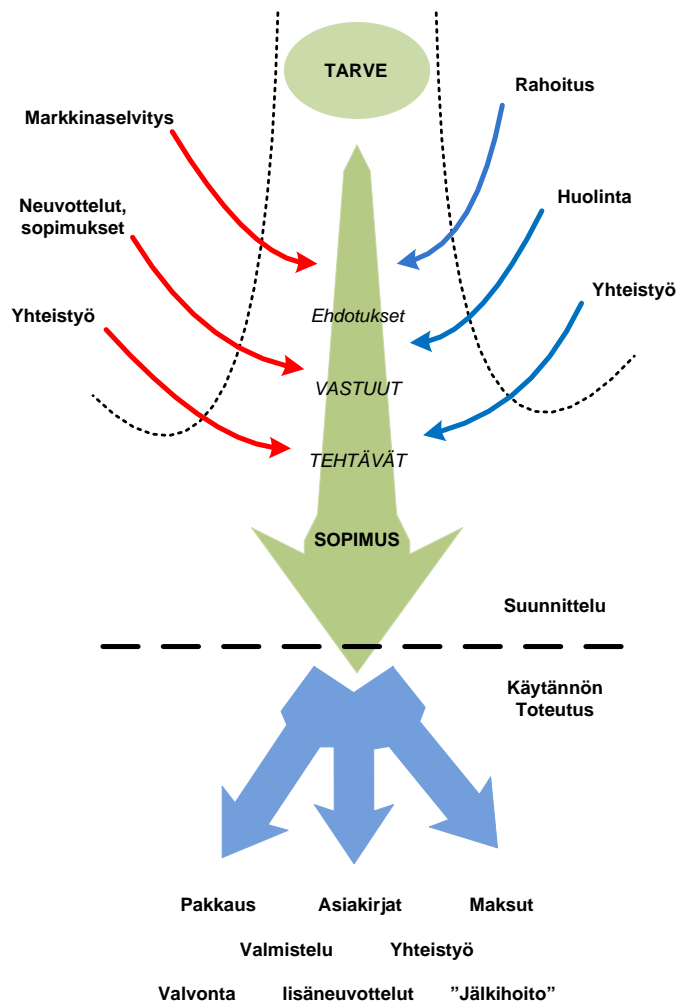 TARVE
Rahoitus
Markkinaselvitys
Huolinta
Neuvottelut,
sopimukset
Yhteistyö
Yhteistyö
Ehdotukset
VASTUUT
TEHTÄVÄT
SOPIMUS
Suunnittelu
Käytännön
Toteutus
Pakkaus Asiakirjat Maksut
Valmistelu Yhteistyö
Valvonta lisäneuvottelut ”Jälkihoito”